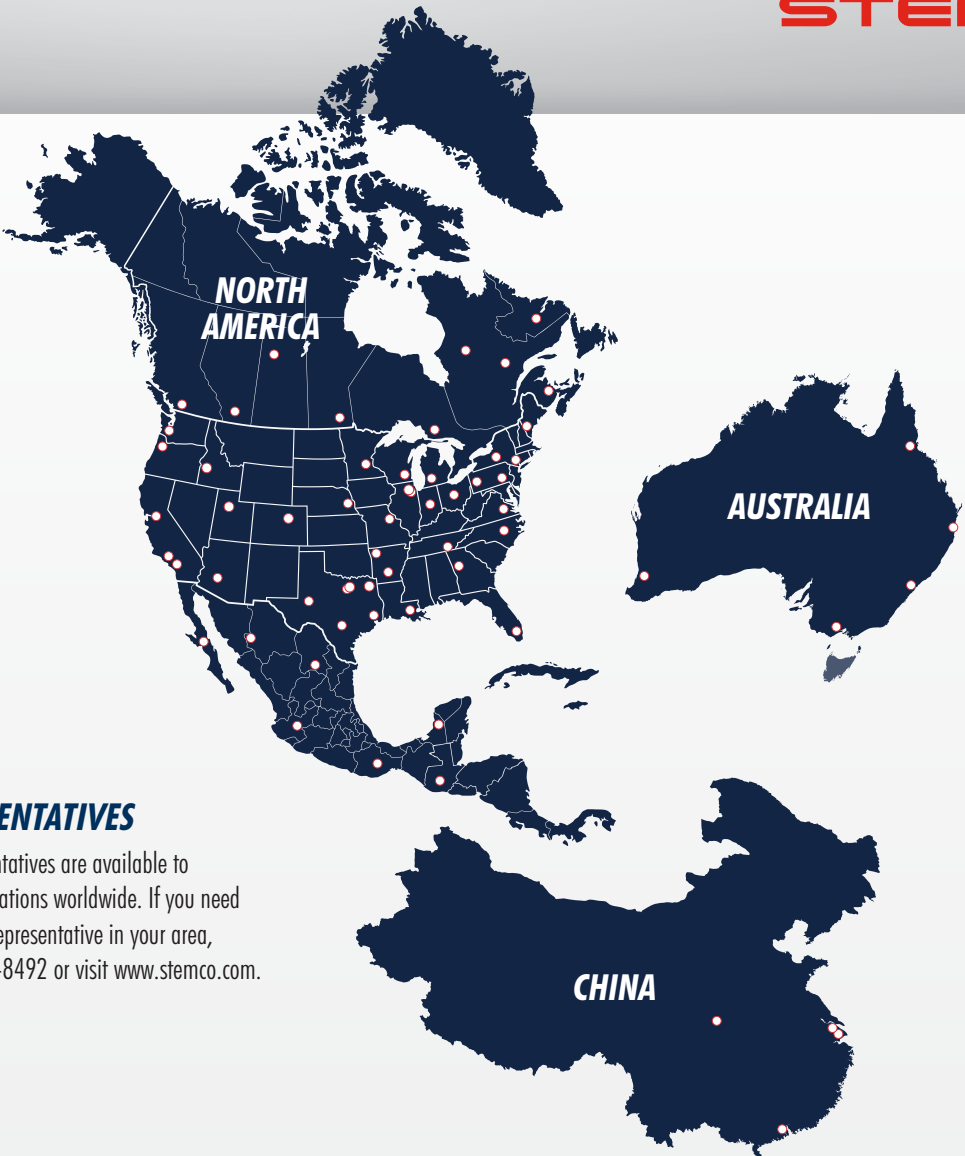 STE
NORTH
AMERICA
AUSTRALIA
ENTATIVES
ntatives are available to
ations worldwide. If you need
epresentative in your area,
-8492 or visit www.stemco.com.
CHINA